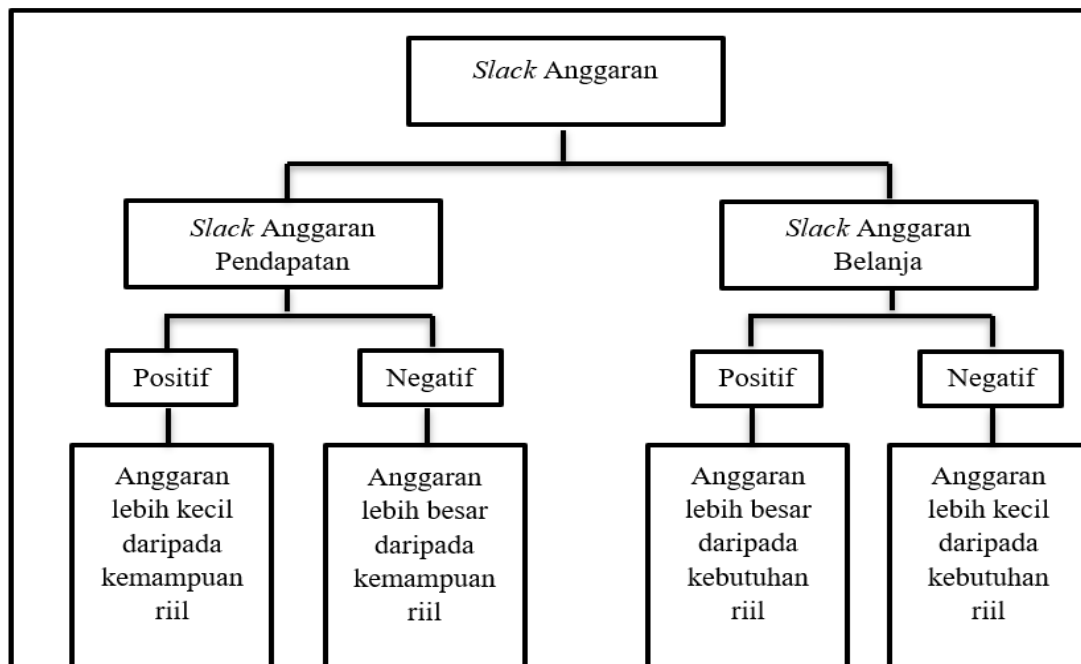 Slack Anggaran
Slack Anggaran
Pendapatan
Slack Anggaran
Belanja
Positif
Negatif
Positif
Negatif
Anggaran
lebih kecil
daripada
kemampuan
riil
Anggaran
lebih besar
daripada
kemampuan
riil
Anggaran
lebih besar
daripada
kebutuhan
riil
Anggaran
lebih kecil
daripada
kebutuhan
riil